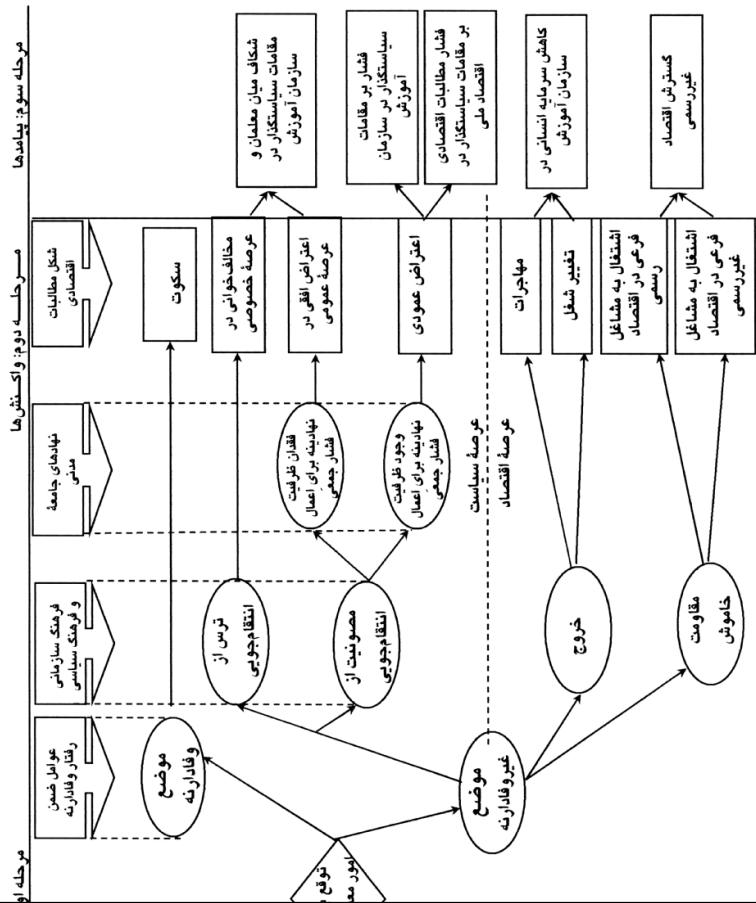 مرحله او
مرحله دوم: واکنش‌ها
مرحله سوم: پیامدها
عوامل ضمن
رفتار وفادارنه
فرهنگ سازمانی
و فرهنگ سیاسی
نهادهای جامعهٔ
مدنی
شکل مطالبات
اقتصادی
توقع
امور مع
موضع
وفادارنه
سکوت
موضع
غیروفادارنه
ترس از
انتقام‌جویی
مخالف‌خوانی در
عرصهٔ خصوصی
مصونیت از
انتقام‌جویی
فقدان ظرفیت
نهادینه برای اعمال
فشار جمعی
اعتراض افقی در
عرصهٔ عمومی
شکاف میان معلمان و
مقامات سیاستگذار در
سازمان آموزش
وجود ظرفیت
نهادینه برای اعمال
فشار جمعی
اعتراض عمودی
فشار بر مقامات
سیاستگذار در سازمان
آموزش
فشار مطالبات اقتصادی
بر مقامات سیاستگذار در
اقتصاد ملی
عرصهٔ سیاست
عرصهٔ اقتصاد
خروج
مهاجرات
تغییر شغل
کاهش سرمایه انسانی در
سازمان آموزش
مقاومت
خاموش
اشتغال به مشاغل
فرعی در اقتصاد
رسمی
اشتغال به مشاغل
فرعی در اقتصاد
غیررسمی
گسترش اقتصاد
غیررسمی